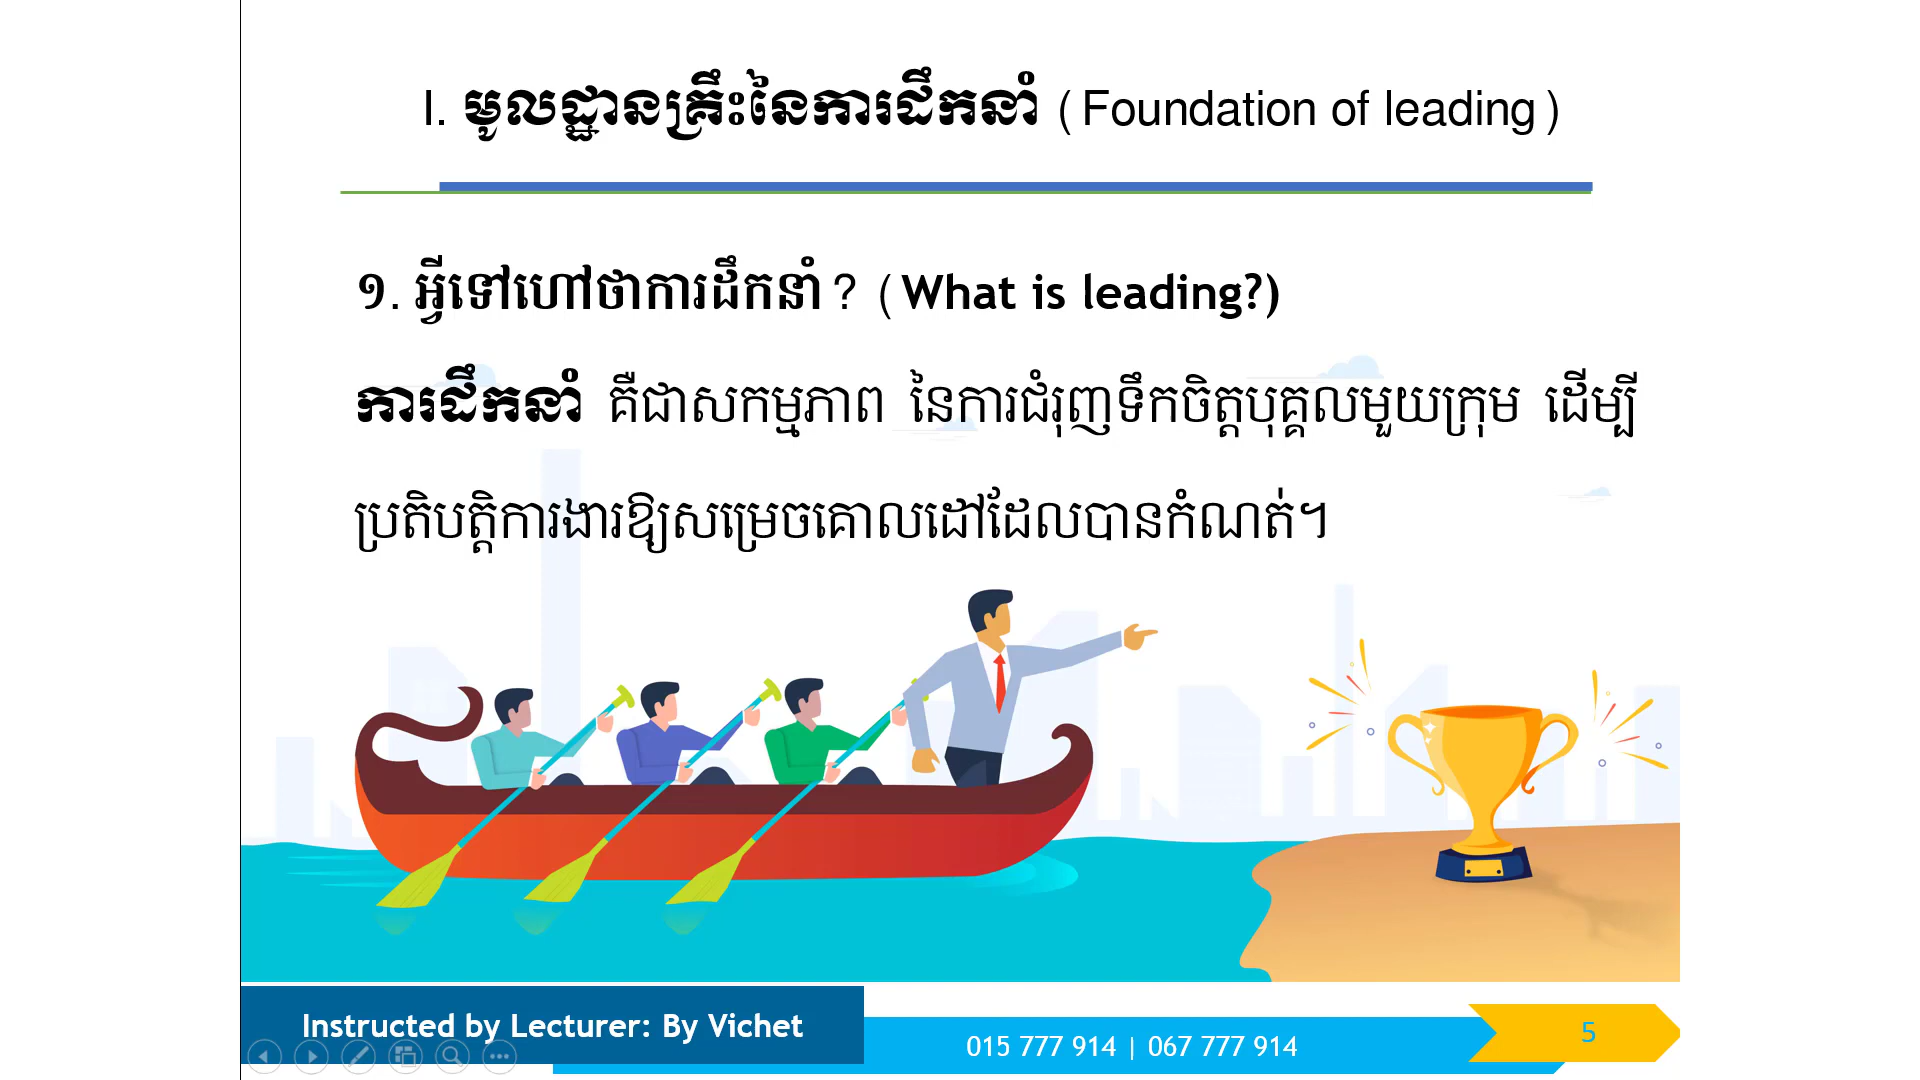 I. មូលដ្ឋានគ្រឹះនៃការដឹកនាំ (Foundation of leading)
១. អ្វីទៅហៅថាការដឹកនាំ? (What is leading?)
ការដឹកនាំ គឺជាសកម្មភាព នៃការជំរុញទឹកចិត្តបុគ្គលមួយក្រុម ដើម្បី
ប្រតិបត្តិការងារឱ្យសម្រេចគោលដៅដែលបានកំណត់។
Instructed by Lecturer: By Vichet
015 777 914 | 067 777 914
5